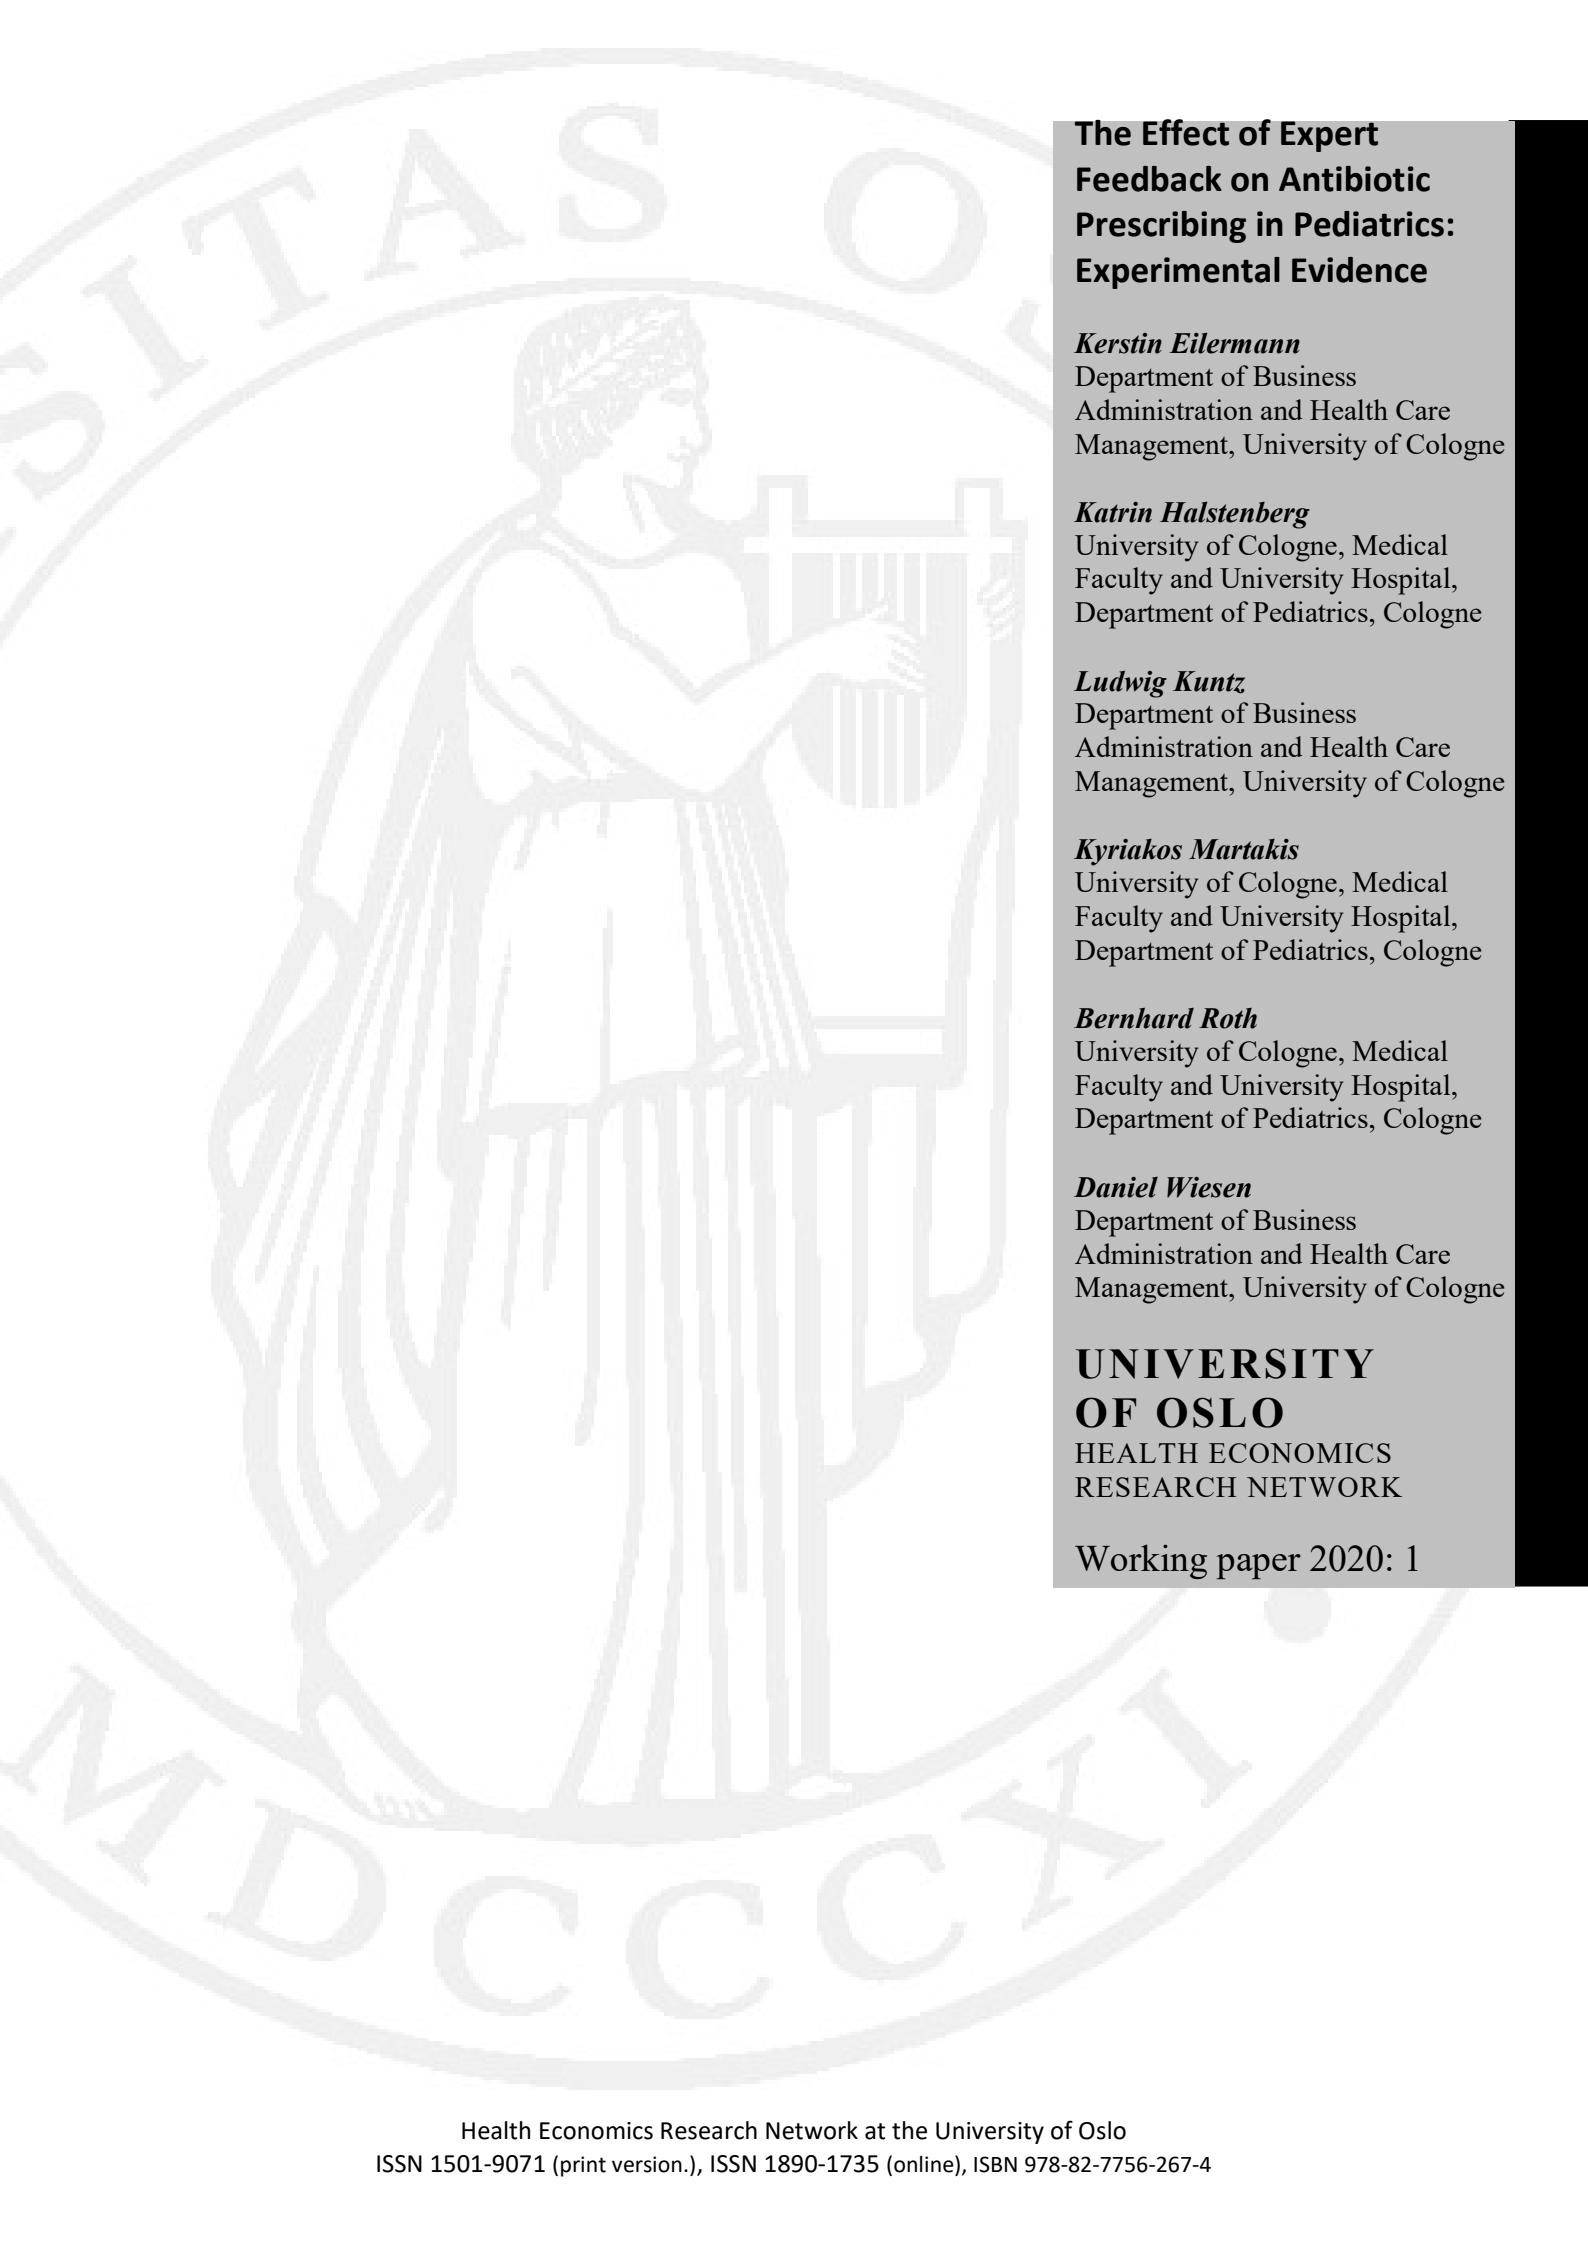 The Effect of Expert
Feedback on Antibiotic
Prescribing in Pediatrics:
Experimental Evidence
Kerstin Eilermann
Department of Business
Administration and Health Care
Management, University of Cologne
Katrin Halstenberg
University of Cologne, Medical
Faculty and University Hospital,
Department of Pediatrics, Cologne
Ludwig Kuntz
Department of Business
Administration and Health Care
Management, University of Cologne
Kyriakos Martakis
University of Cologne, Medical
Faculty and University Hospital,
Department of Pediatrics, Cologne
Bernhard Roth
University of Cologne, Medical
Faculty and University Hospital,
Department of Pediatrics, Cologne
Daniel Wiesen
Department of Business
Administration and Health Care
Management, University of Cologne
UNIVERSITY
OF OSLO
HEALTH ECONOMICS
RESEARCH NETWORK
Working paper 2020: 1
SITAS OS
MDCCCXI
Health Economics Research Network at the University of Oslo
ISSN 1501-9071 (print version.), ISSN 1890-1735 (online), ISBN 978-82-7756-267-4